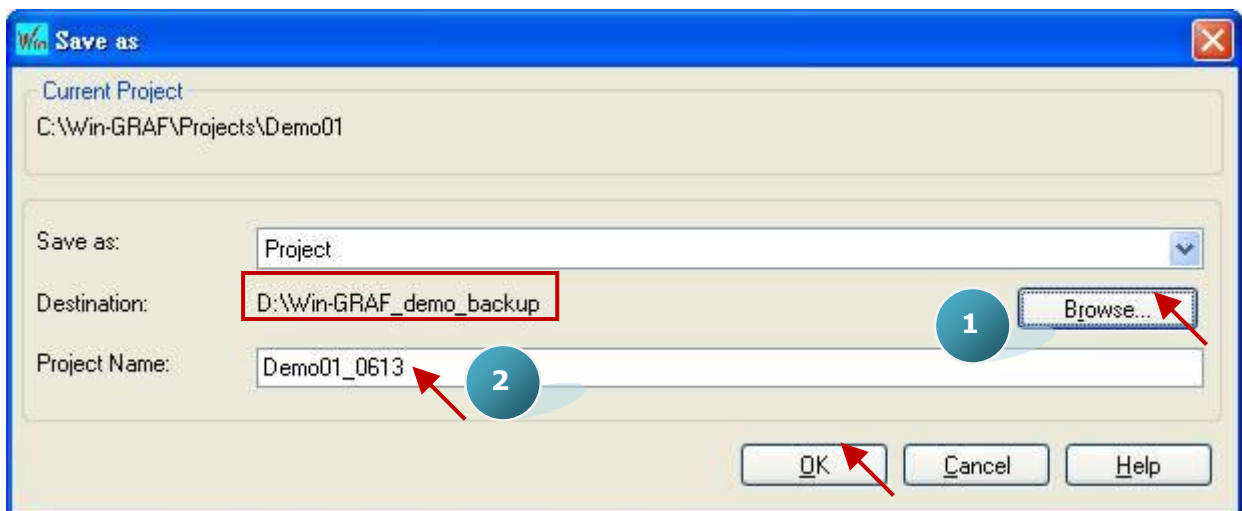 Win Save as
Current Project
C:\Win-GRAF\Projects\Demo01
Save as:
Project
Destination:
D:\Win-GRAF_demo_backup
1
Browse...
Project Name:
Demo01_0613
2
OK
Cancel
Help